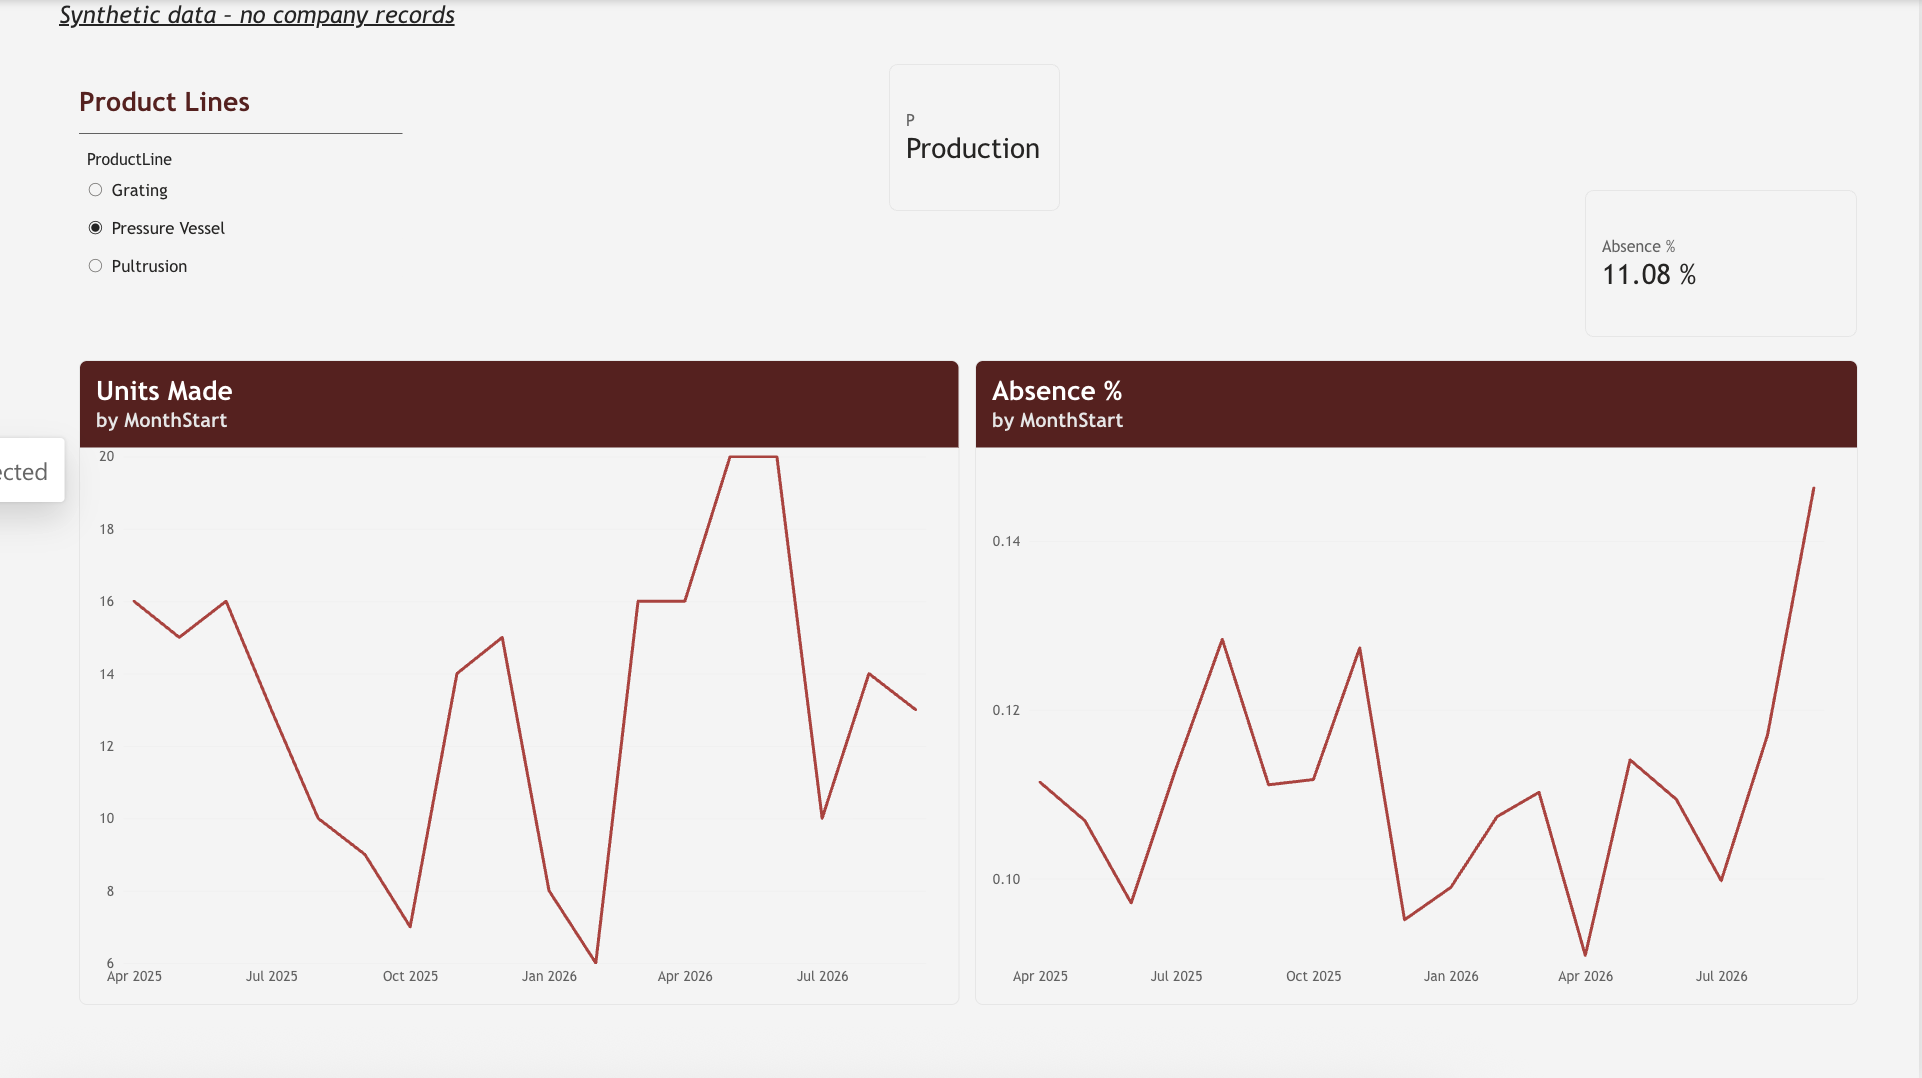 Synthetic data – no company records
Product Lines
ProductLine
Grating
Pressure Vessel
Pultrusion
P
Production
Absence %
11.08 %
Units Made
by MonthStart
20
18
16
14
12
10
8
6
Apr 2025 Jul 2025 Oct 2025 Jan 2026 Apr 2026 Jul 2026
Absence %
by MonthStart
0.14
0.12
0.10
Apr 2025 Jul 2025 Oct 2025 Jan 2026 Apr 2026 Jul 2026
ected